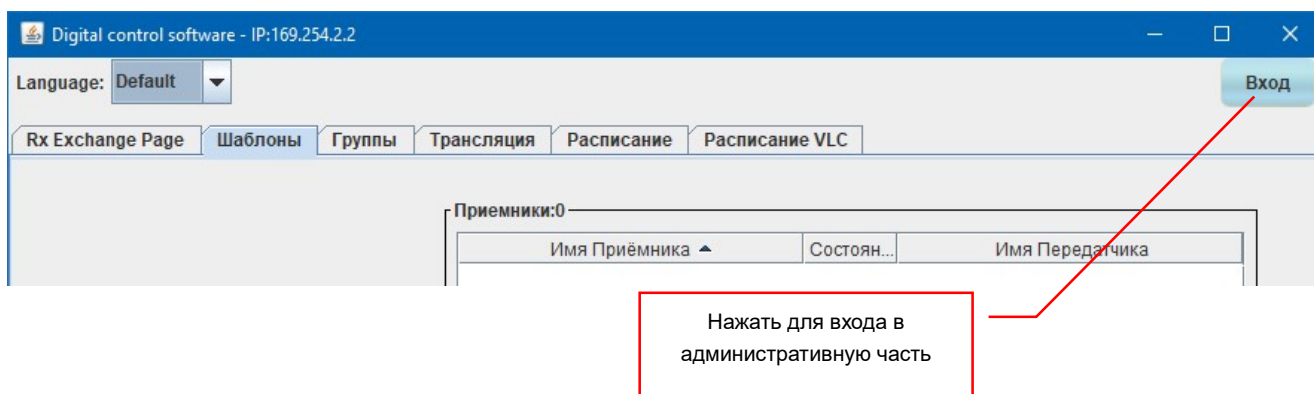 Digital control software - IP:169.254.2.2
Language: Default
Вход
Rx Exchange Page Шаблоны Группы Трансляция Расписание Расписание VLC
Приемники:0
Имя Приёмника Состоян... Имя Передатчика
Нажать для входа в
административную часть